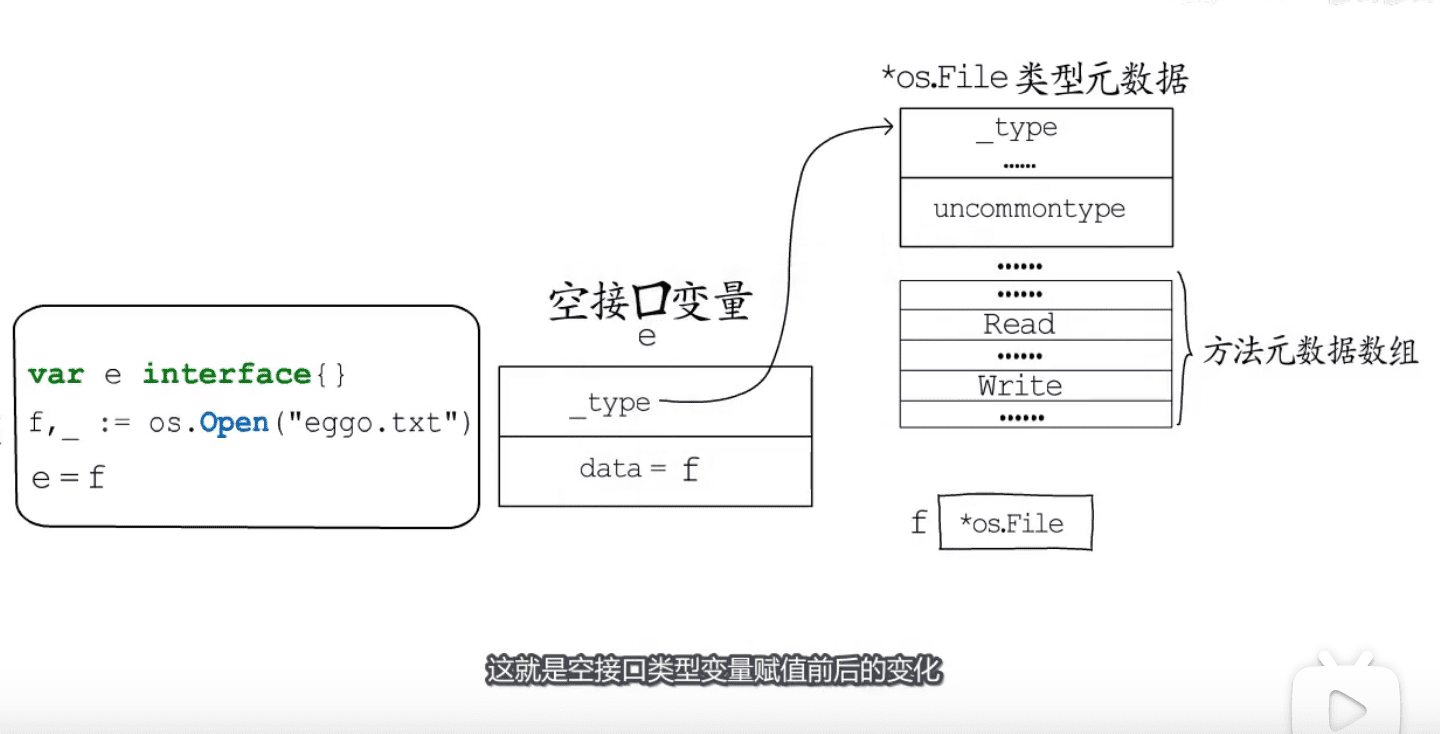 *os.File 类型元数据
_type
……
uncommontype
……
……
Read
……
Write
……
方法元数据数组
空接口变量
e
_type
data = f
var e interface{}
f,_ := os.Open("eggo.txt")
e = f
f *os.File
这就是空接口类型变量赋值前后的变化